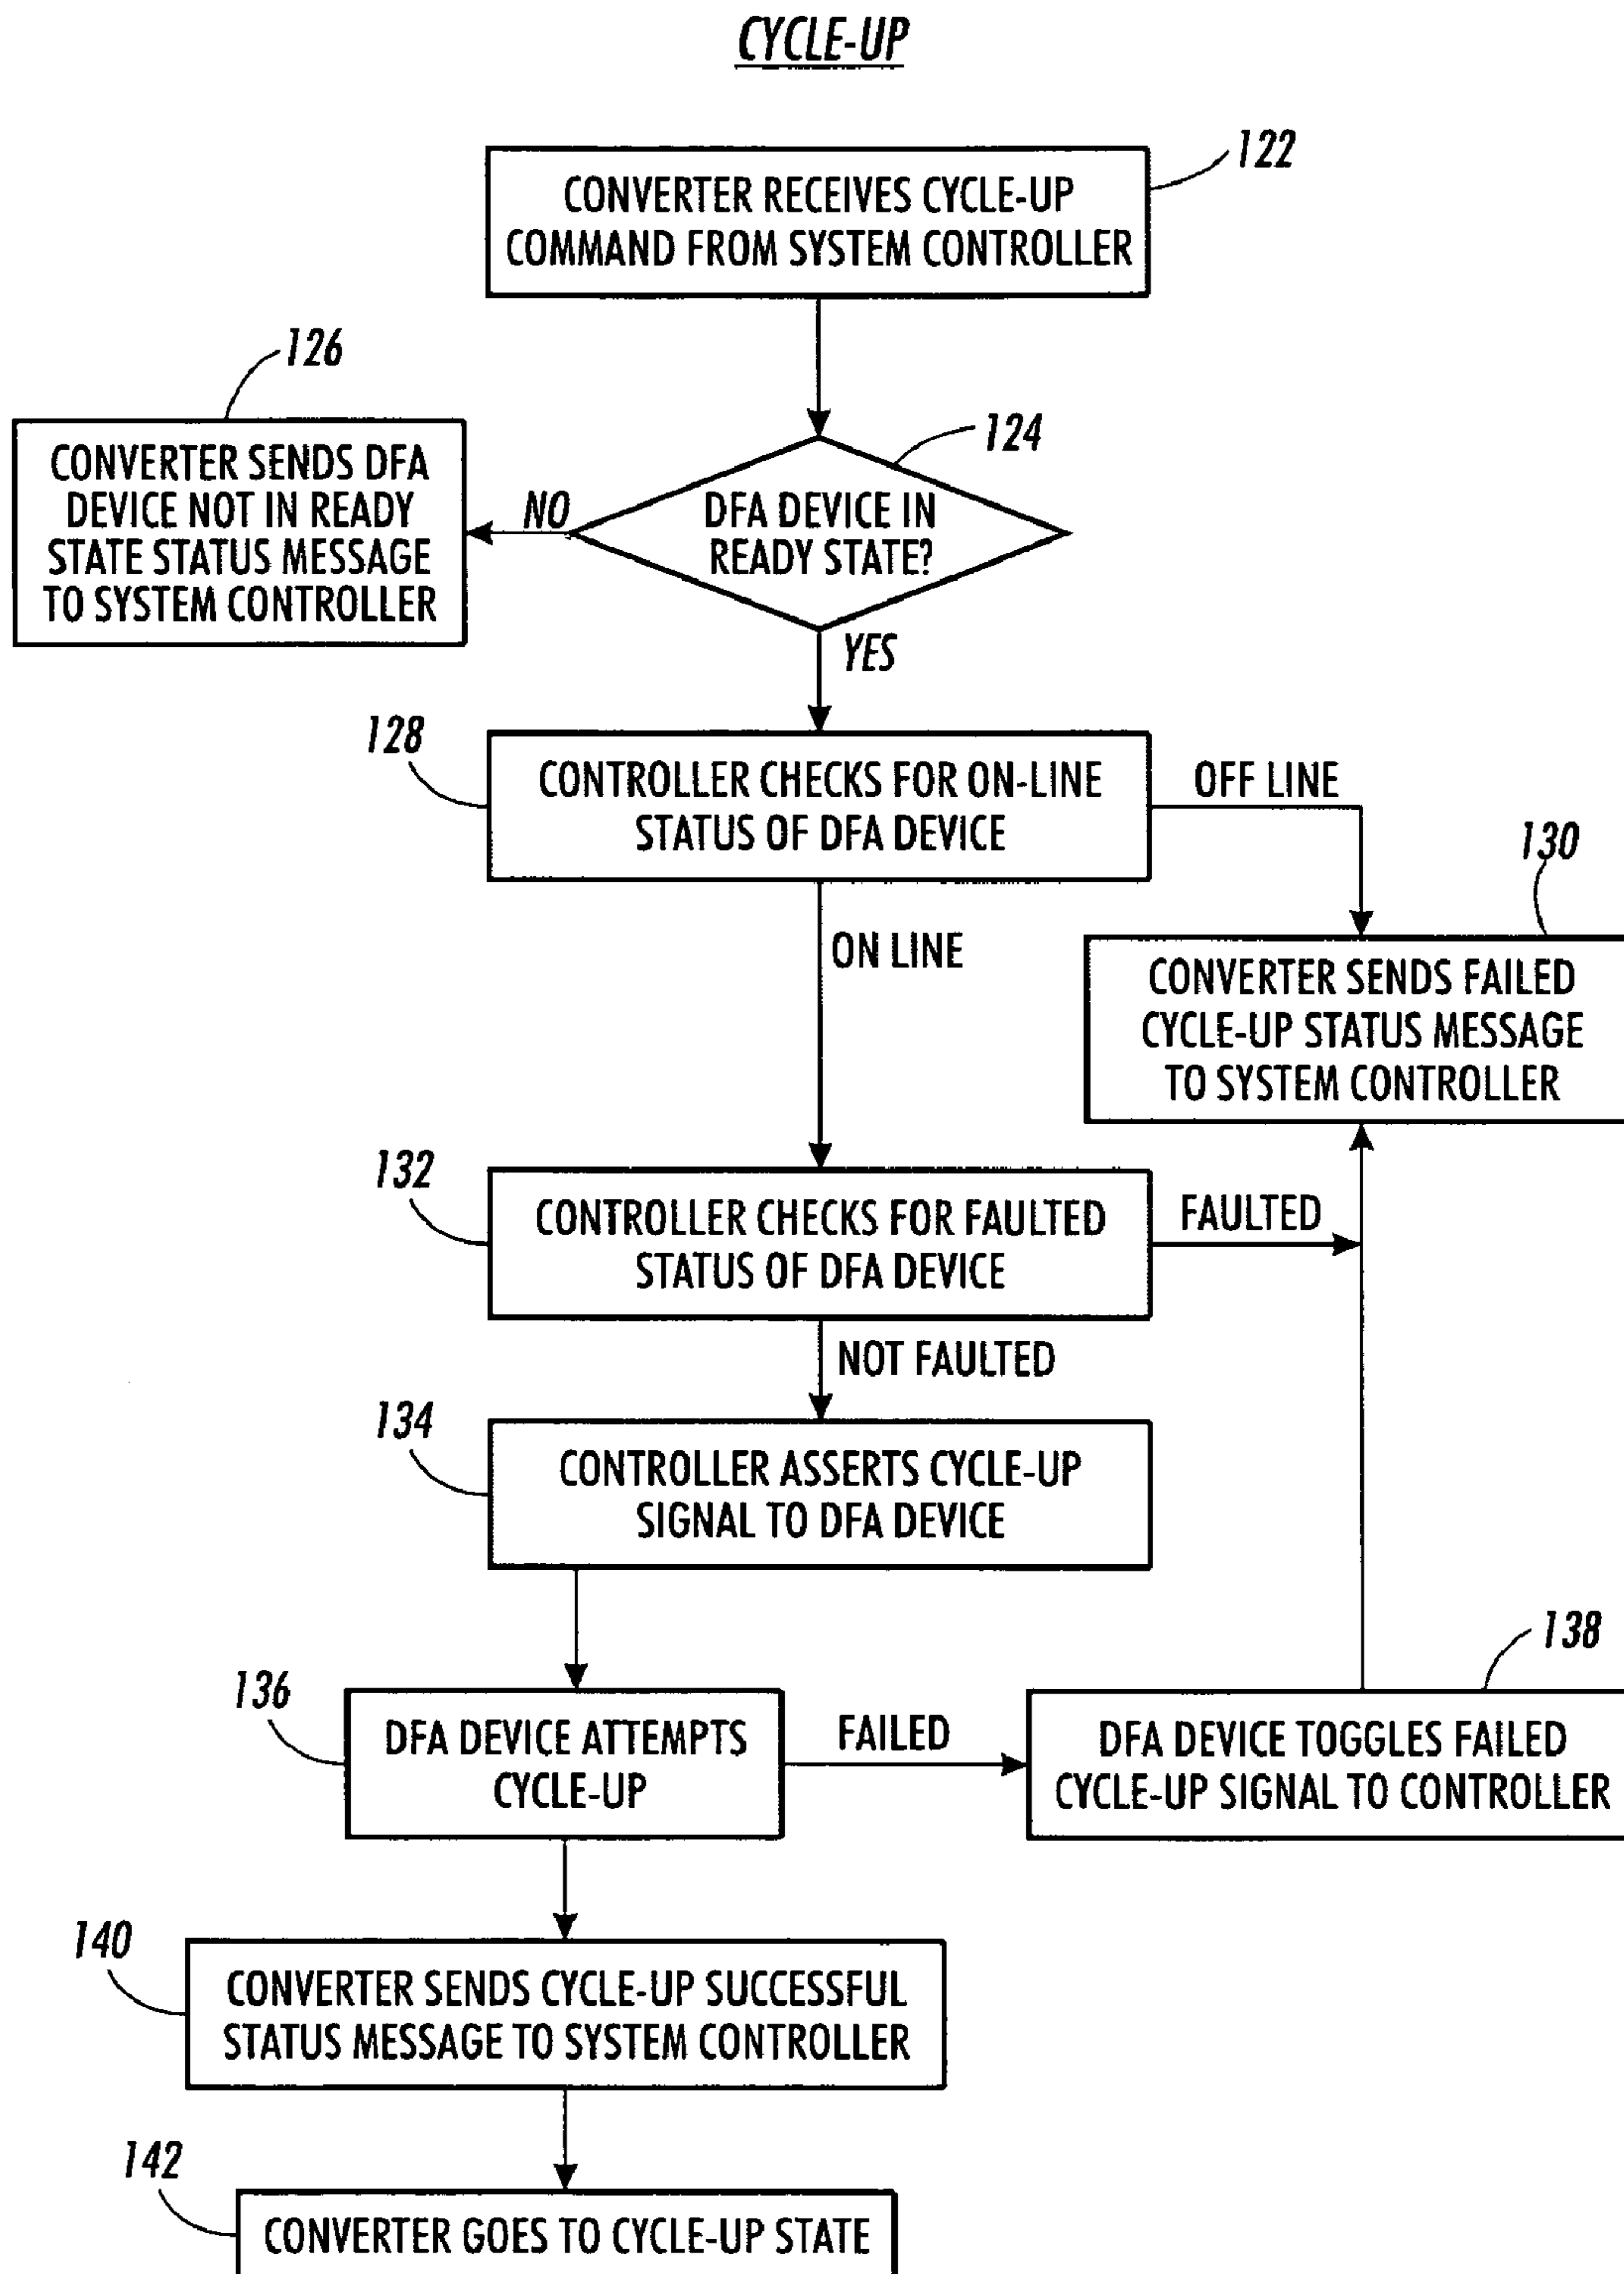 CYCLE-UP
122
CONVERTER RECEIVES CYCLE-UP
COMMAND FROM SYSTEM CONTROLLER
126
CONVERTER SENDS DFA
DEVICE NOT IN READY
STATE STATUS MESSAGE
TO SYSTEM CONTROLLER
NO
124
DFA DEVICE IN
READY STATE?
YES
128
CONTROLLER CHECKS FOR ON-LINE
STATUS OF DFA DEVICE
OFF LINE
130
ON LINE
CONVERTER SENDS FAILED
CYCLE-UP STATUS MESSAGE
TO SYSTEM CONTROLLER
132
CONTROLLER CHECKS FOR FAULTED
STATUS OF DFA DEVICE
FAULTED
NOT FAULTED
134
CONTROLLER ASSERTS CYCLE-UP
SIGNAL TO DFA DEVICE
136
DFA DEVICE ATTEMPTS
CYCLE-UP
FAILED
138
DFA DEVICE TOGGLES FAILED
CYCLE-UP SIGNAL TO CONTROLLER
140
CONVERTER SENDS CYCLE-UP SUCCESSFUL
STATUS MESSAGE TO SYSTEM CONTROLLER
142
CONVERTER GOES TO CYCLE-UP STATE